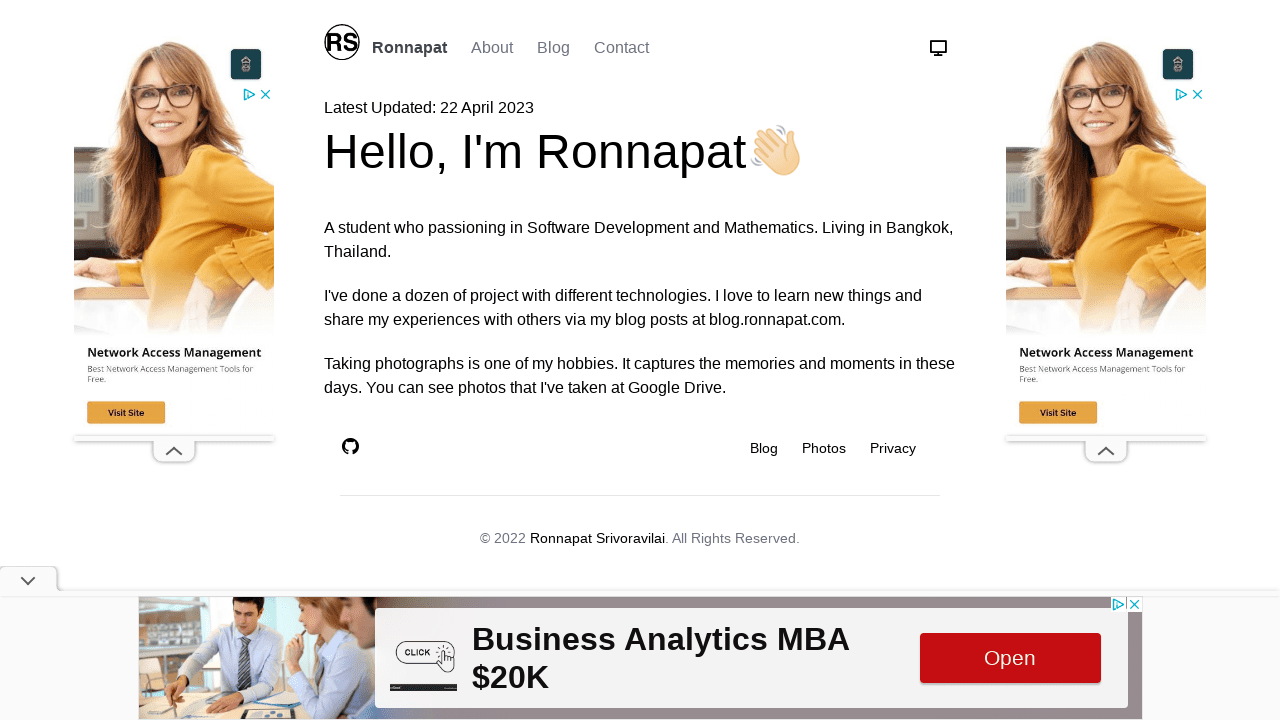 RS Ronnapat About Blog Contact
Latest Updated: 22 April 2023
Hello, I'm Ronnapat
A student who passioning in Software Development and Mathematics. Living in Bangkok,
Thailand.
I've done a dozen of project with different technologies. I love to learn new things and
share my experiences with others via my blog posts at blog.ronnapat.com.
Taking photographs is one of my hobbies. It captures the memories and moments in these
days. You can see photos that I've taken at Google Drive.
Blog Photos Privacy
© 2022 Ronnapat Srivoravilai. All Rights Reserved.
Network Access Management
Best Network Access Management Tools for
Free.
Visit Site
Network Access Management
Best Network Access Management Tools for
Free.
Visit Site
CLICK
Business Analytics MBA
$20K
Open